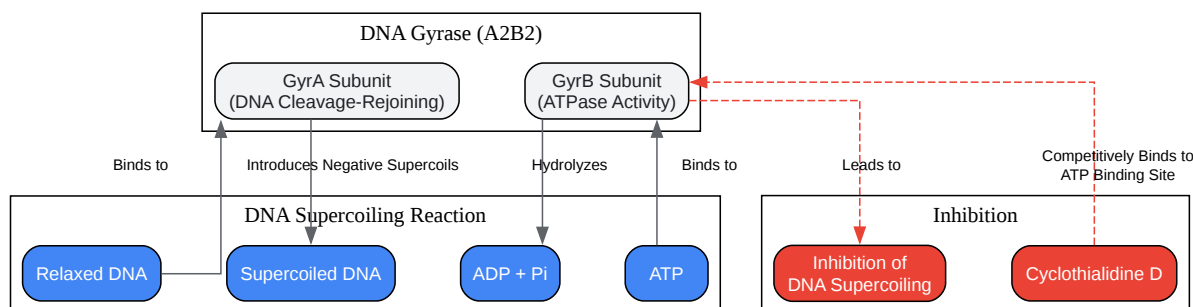 DNA Gyrase (A2B2)
GyrA Subunit
(DNA Cleavage-Rejoining)
GyrB Subunit
(ATPase Activity)
Binds to
Introduces Negative Supercoils
Hydrolyzes
Binds to
Leads to
Competitively Binds to
ATP Binding Site
DNA Supercoiling Reaction
Inhibition
Relaxed DNA
Supercoiled DNA
ADP + Pi
ATP
Inhibition of
DNA Supercoiling
Cyclothialidine D